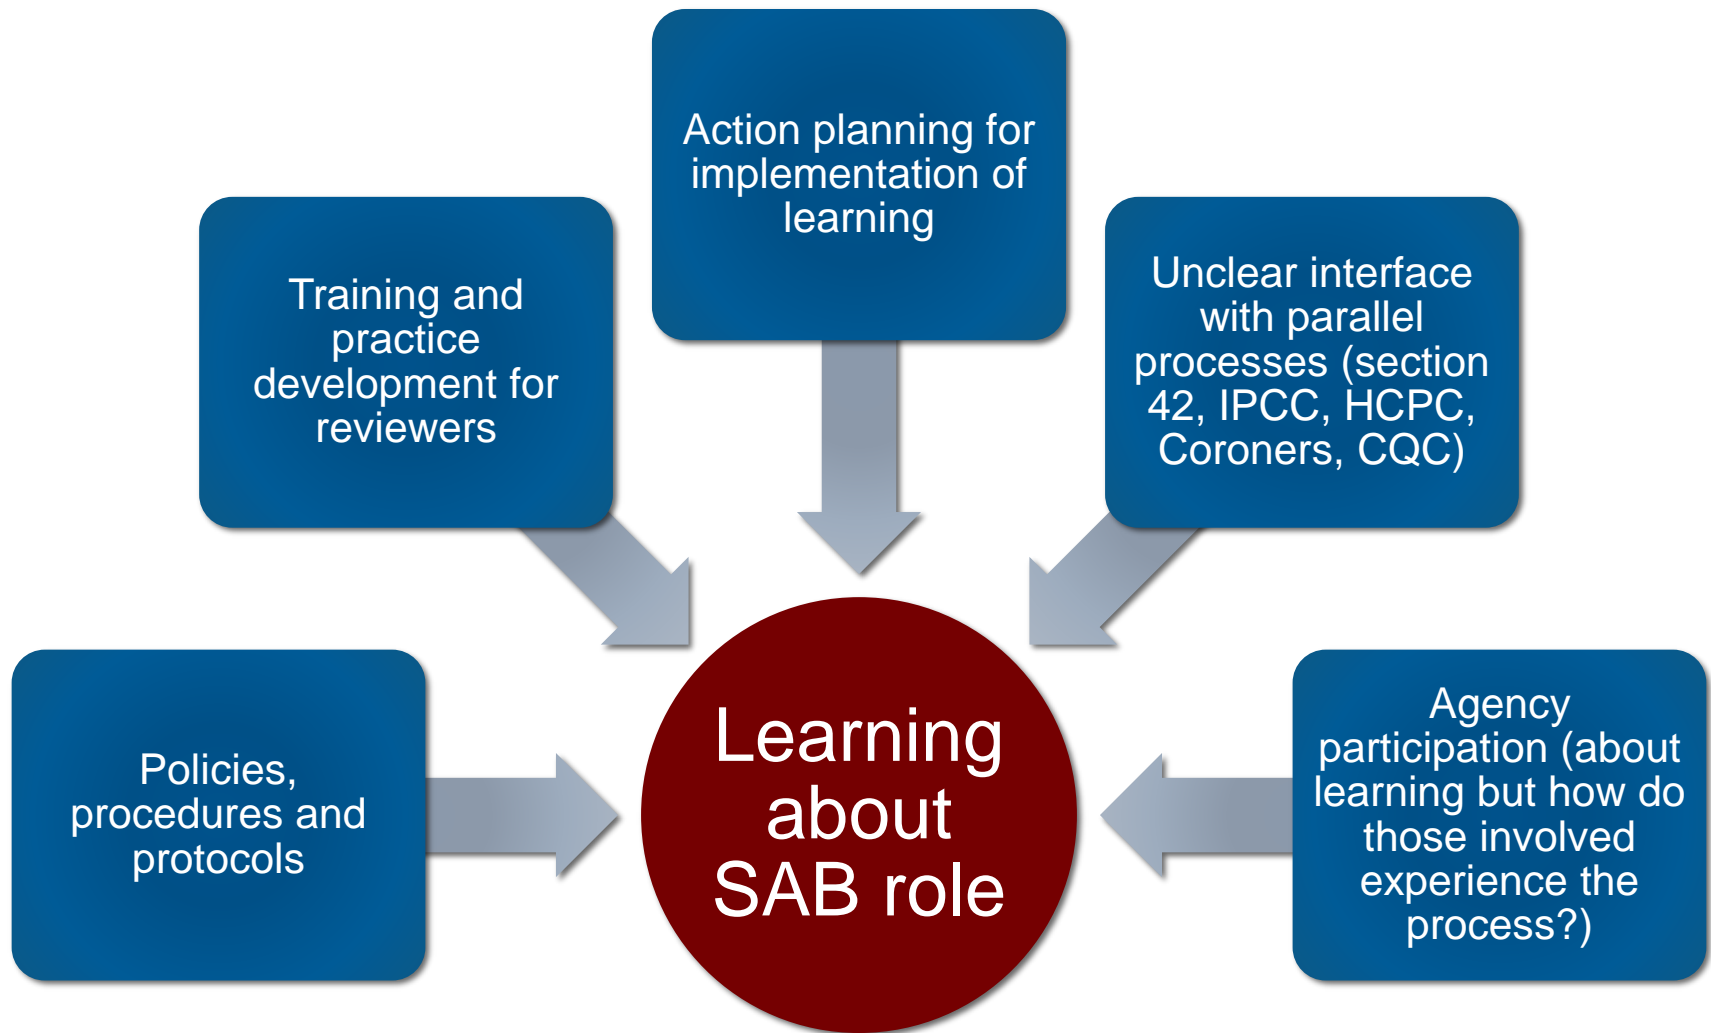 Action planning for
implementation of
learning
Training and
practice
development for
reviewers
Unclear interface
with parallel
processes (section
42, IPCC, HCPC,
Coroners, CQC)
Policies,
procedures and
protocols
Learning
about
SAB role
Agency
participation (about
learning but how do
those involved
experience the
process?)